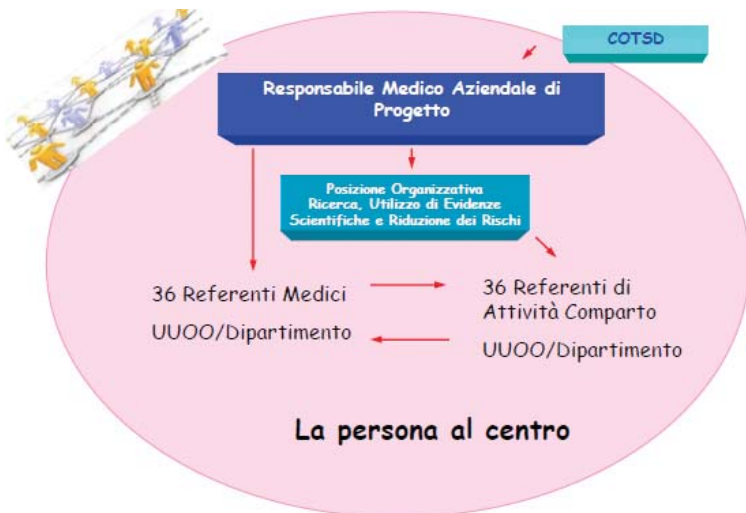 COTSD
Responsabile Medico Aziendale di
Progetto
Posizione Organizzativa
Ricerca, Utilizzo di Evidenze
Scientifiche e Riduzione dei Rischi
36 Referenti Medici
UUOO/Dipartimento
36 Referenti di
Attività Comparto
UUOO/Dipartimento
La persona al centro